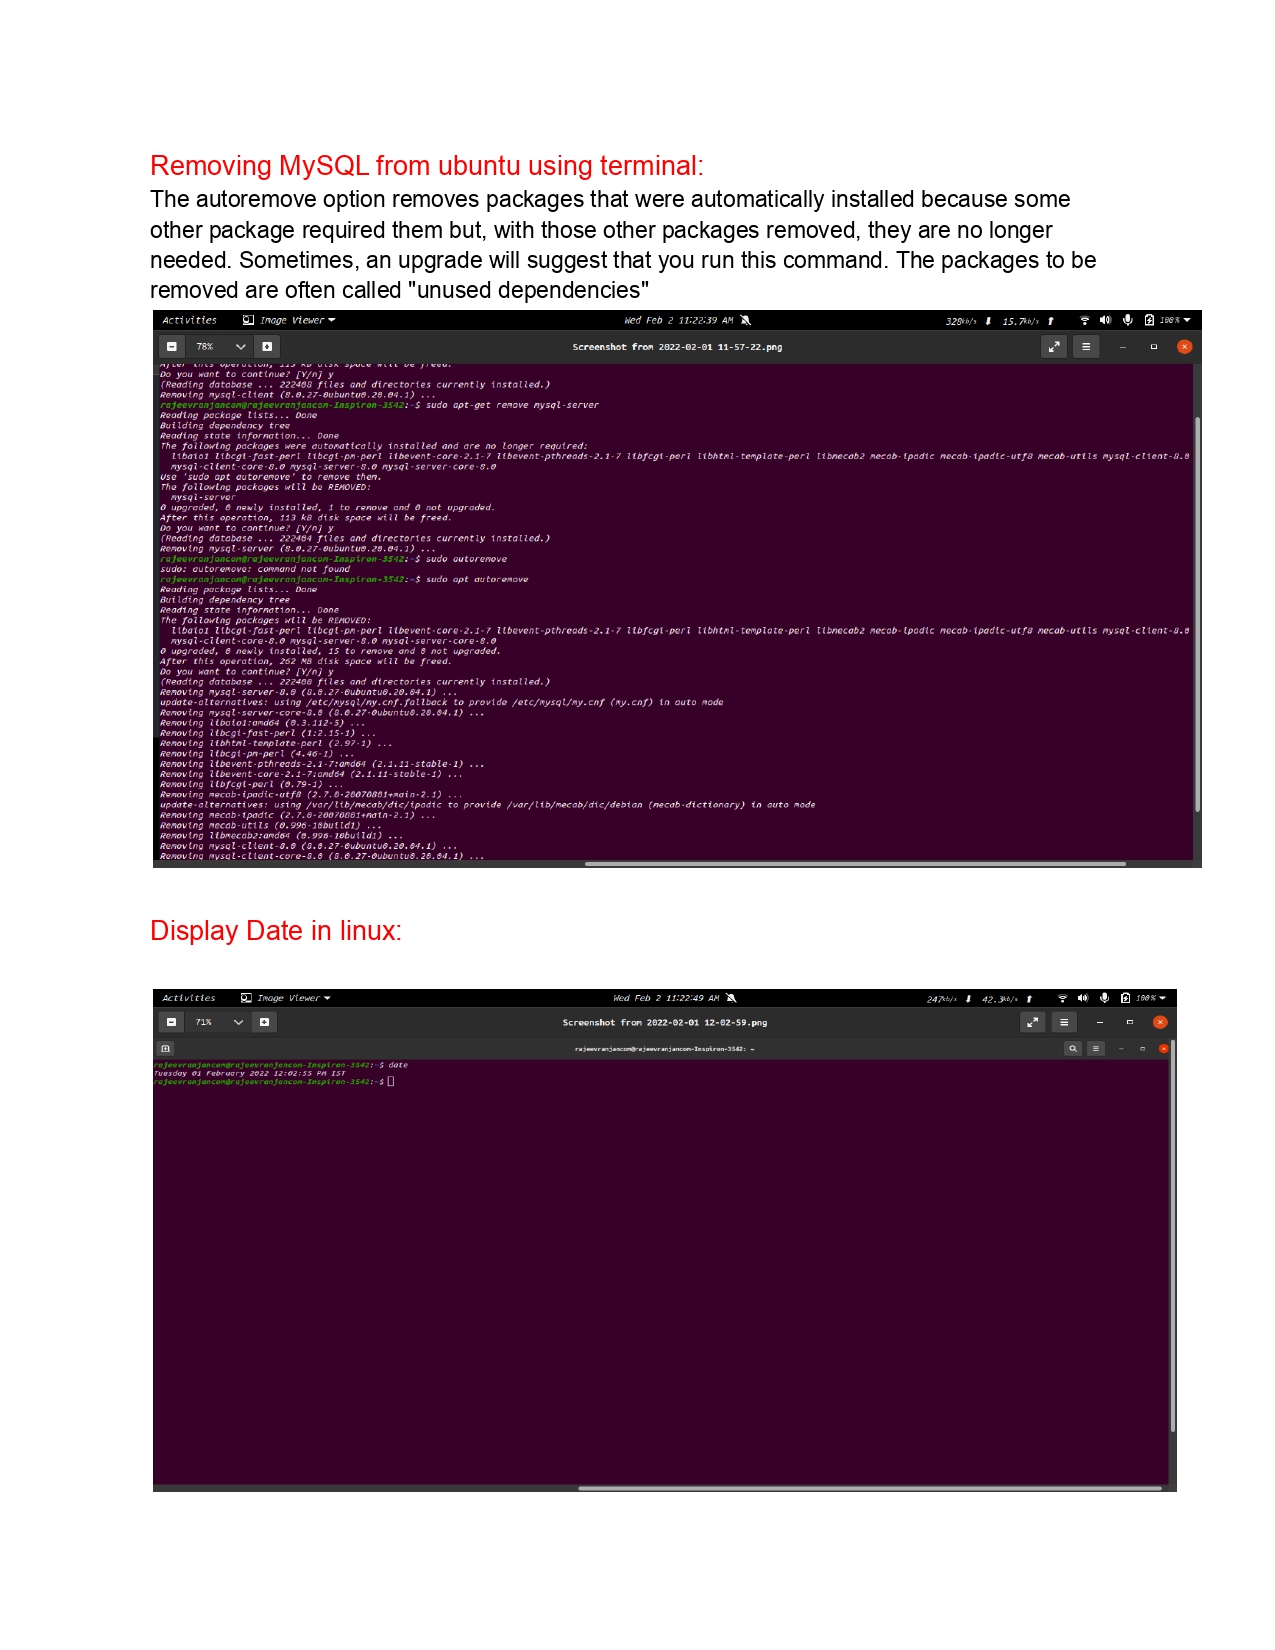 Removing MySQL from ubuntu using terminal:
The autoremove option removes packages that were automatically installed because some
other package required them but, with those other packages removed, they are no longer
needed. Sometimes, an upgrade will suggest that you run this command. The packages to be
removed are often called "unused dependencies"
Activities Image Viewer Wed Feb 2 11:22:39 AM 328kb/s 15.7kb/s 100%
78% Screenshot from 2022-02-01 11-57-22.png
After this operation, 113 kB disk space will be freed.
Do you want to continue? [Y/n] y
(Reading database ... 222408 files and directories currently installed.)
Removing mysql-client (8.0.27-0ubuntu0.20.04.1) ...
rajeevranjancom@rajeevranjancom-Inspiron-3542:~$ sudo apt-get remove mysql-server
Reading package lists... Done
Building dependency tree
Reading state information... Done
The following packages were automatically installed and are no longer required:
libaio1 libcgi-fast-perl libcgi-pm-perl libevent-core-2.1-7 libevent-pthreads-2.1-7 libfcgi-perl libhtml-template-perl libmecab2 mecab-ipadic mecab-ipadic-utf8 mecab-utils mysql-client-8.0
mysql-client-core-8.0 mysql-server-8.0 mysql-server-core-8.0
Use 'sudo apt autoremove' to remove them.
The following packages will be REMOVED:
mysql-server
0 upgraded, 0 newly installed, 1 to remove and 0 not upgraded.
After this operation, 113 kB disk space will be freed.
Do you want to continue? [Y/n] y
(Reading database ... 222404 files and directories currently installed.)
Removing mysql-server (8.0.27-0ubuntu0.20.04.1) ...
rajeevranjancom@rajeevranjancom-Inspiron-3542:~$ sudo autoremove
sudo: autoremove: command not found
rajeevranjancom@rajeevranjancom-Inspiron-3542:~$ sudo apt autoremove
Reading package lists... Done
Building dependency tree
Reading state information... Done
The following packages will be REMOVED:
libaio1 libcgi-fast-perl libcgi-pm-perl libevent-core-2.1-7 libevent-pthreads-2.1-7 libfcgi-perl libhtml-template-perl libmecab2 mecab-ipadic mecab-ipadic-utf8 mecab-utils mysql-client-8.0
mysql-client-core-8.0 mysql-server-8.0 mysql-server-core-8.0
0 upgraded, 0 newly installed, 15 to remove and 0 not upgraded.
After this operation, 262 MB disk space will be freed.
Do you want to continue? [Y/n] y
(Reading database ... 222400 files and directories currently installed.)
Removing mysql-server-8.0 (8.0.27-0ubuntu0.20.04.1) ...
update-alternatives: using /etc/mysql/my.cnf.fallback to provide /etc/mysql/my.cnf (my.cnf) in auto mode
Removing mysql-server-core-8.0 (8.0.27-0ubuntu0.20.04.1) ...
Removing libaio1:amd64 (0.3.112-5) ...
Removing libcgi-fast-perl (1:2.15-1) ...
Removing libhtml-template-perl (2.97-1) ...
Removing libcgi-pm-perl (4.46-1) ...
Removing libevent-pthreads-2.1-7:amd64 (2.1.11-stable-1) ...
Removing libevent-core-2.1-7:amd64 (2.1.11-stable-1) ...
Removing libfcgi-perl (0.79-1) ...
Removing mecab-ipadic-utf8 (2.7.0-20070801+main-2.1) ...
update-alternatives: using /var/lib/mecab/dic/ipadic to provide /var/lib/mecab/dic/debian (mecab-dictionary) in auto mode
Removing mecab-ipadic (2.7.0-20070801+main-2.1) ...
Removing mecab-utils (0.996-10build1) ...
Removing libmecab2:amd64 (0.996-10build1) ...
Removing mysql-client-8.0 (8.0.27-0ubuntu0.20.04.1) ...
Removing mysql-client-core-8.0 (8.0.27-0ubuntu0.20.04.1) ...
Display Date in linux:
Activities Image Viewer Wed Feb 2 11:22:49 AM 247kb/s 42.3kb/s 100%
71% Screenshot from 2022-02-01 12-02-59.png
rajeevranjancom@rajeevranjancom-Inspiron-3542: ~
rajeevranjancom@rajeevranjancom-Inspiron-3542:~$ date
Tuesday 01 February 2022 12:02:55 PM IST
rajeevranjancom@rajeevranjancom-Inspiron-3542:~$